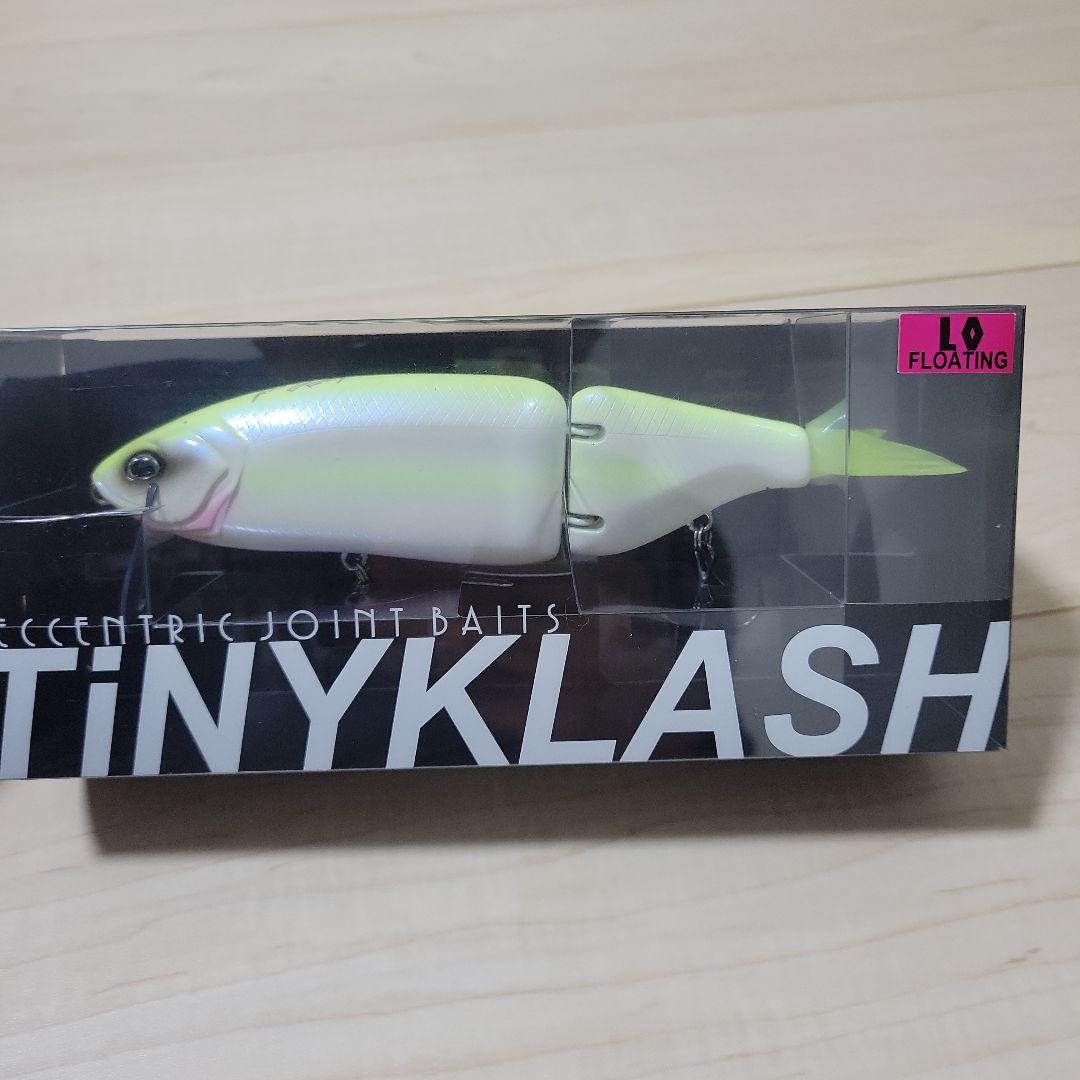 LO
FLOATING
ECCENTRIC JOINT BAITS
TiNYKLASH